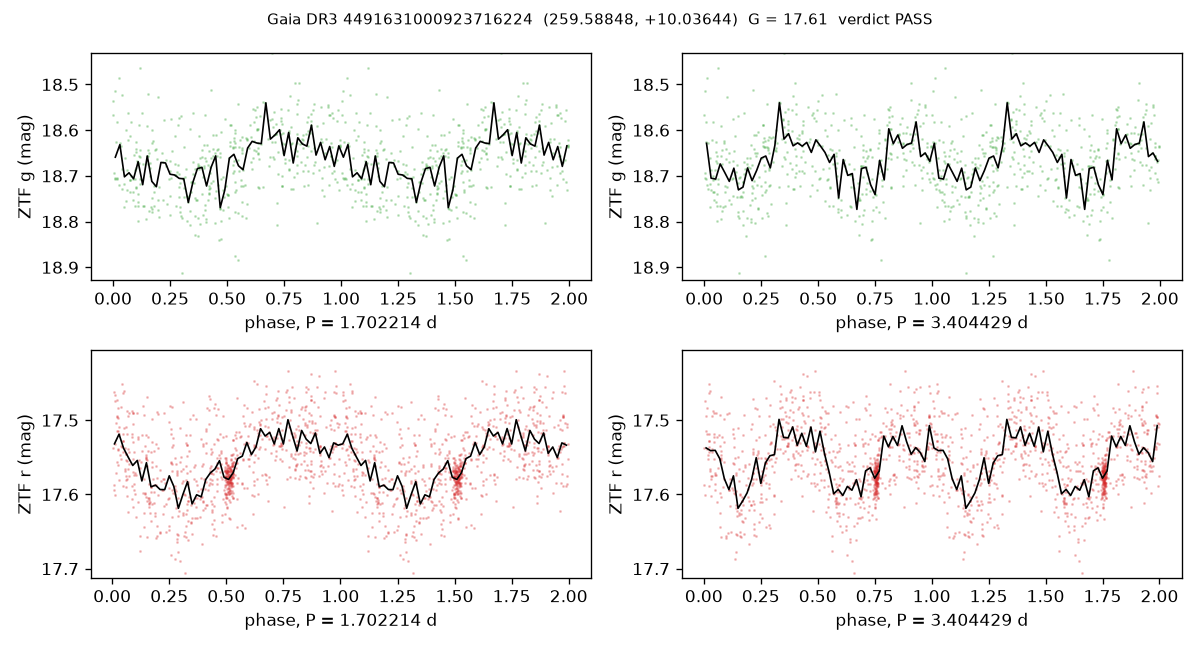 Gaia DR3 4491631000923716224 (259.58848, +10.03644) G = 17.61 verdict PASS
ZTF g (mag)
18.5
18.6
18.7
18.8
18.9
0.00 0.25 0.50 0.75 1.00 1.25 1.50 1.75 2.00
phase, P = 1.702214 d
ZTF g (mag)
18.5
18.6
18.7
18.8
18.9
0.00 0.25 0.50 0.75 1.00 1.25 1.50 1.75 2.00
phase, P = 3.404429 d
ZTF r (mag)
17.5
17.6
17.7
0.00 0.25 0.50 0.75 1.00 1.25 1.50 1.75 2.00
phase, P = 1.702214 d
ZTF r (mag)
17.5
17.6
17.7
0.00 0.25 0.50 0.75 1.00 1.25 1.50 1.75 2.00
phase, P = 3.404429 d